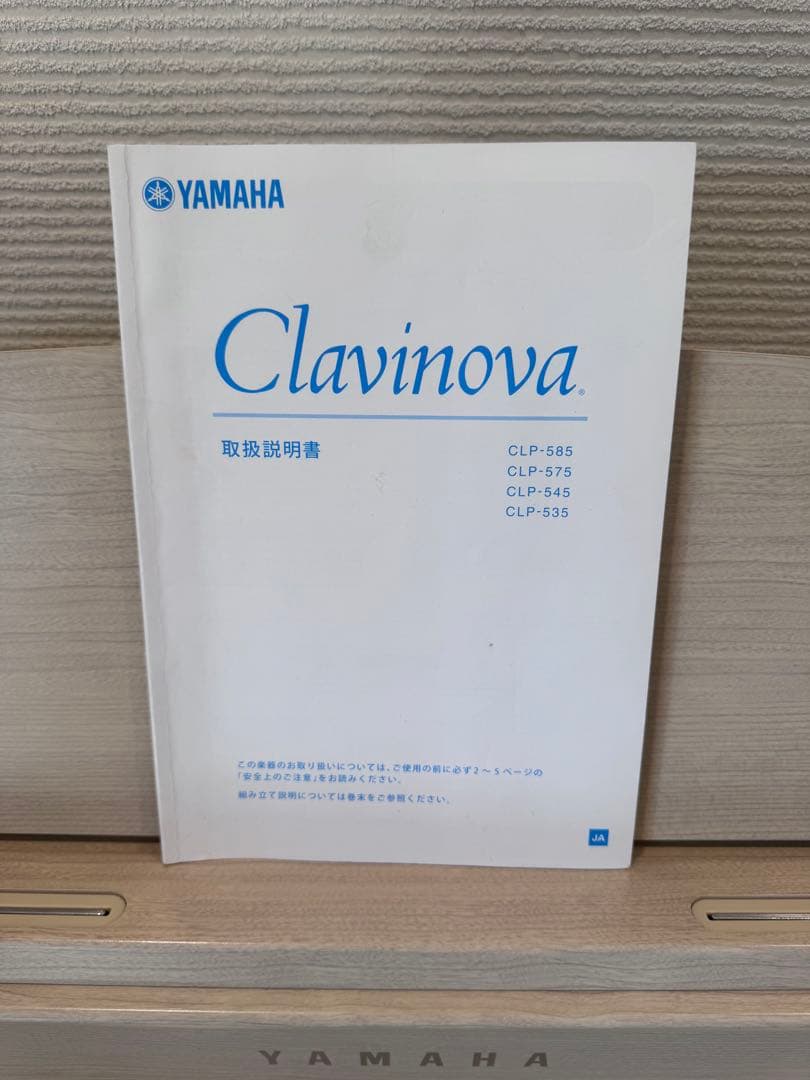 YAMAHA
Clavinova®
取扱説明書
CLP-585
CLP-575
CLP-545
CLP-535
この楽器のお取り扱いについては、ご使用の前に必ず2～5ページの
「安全上のご注意」をお読みください。
組み立て説明については巻末をご参照ください。
JA
YAMAHA